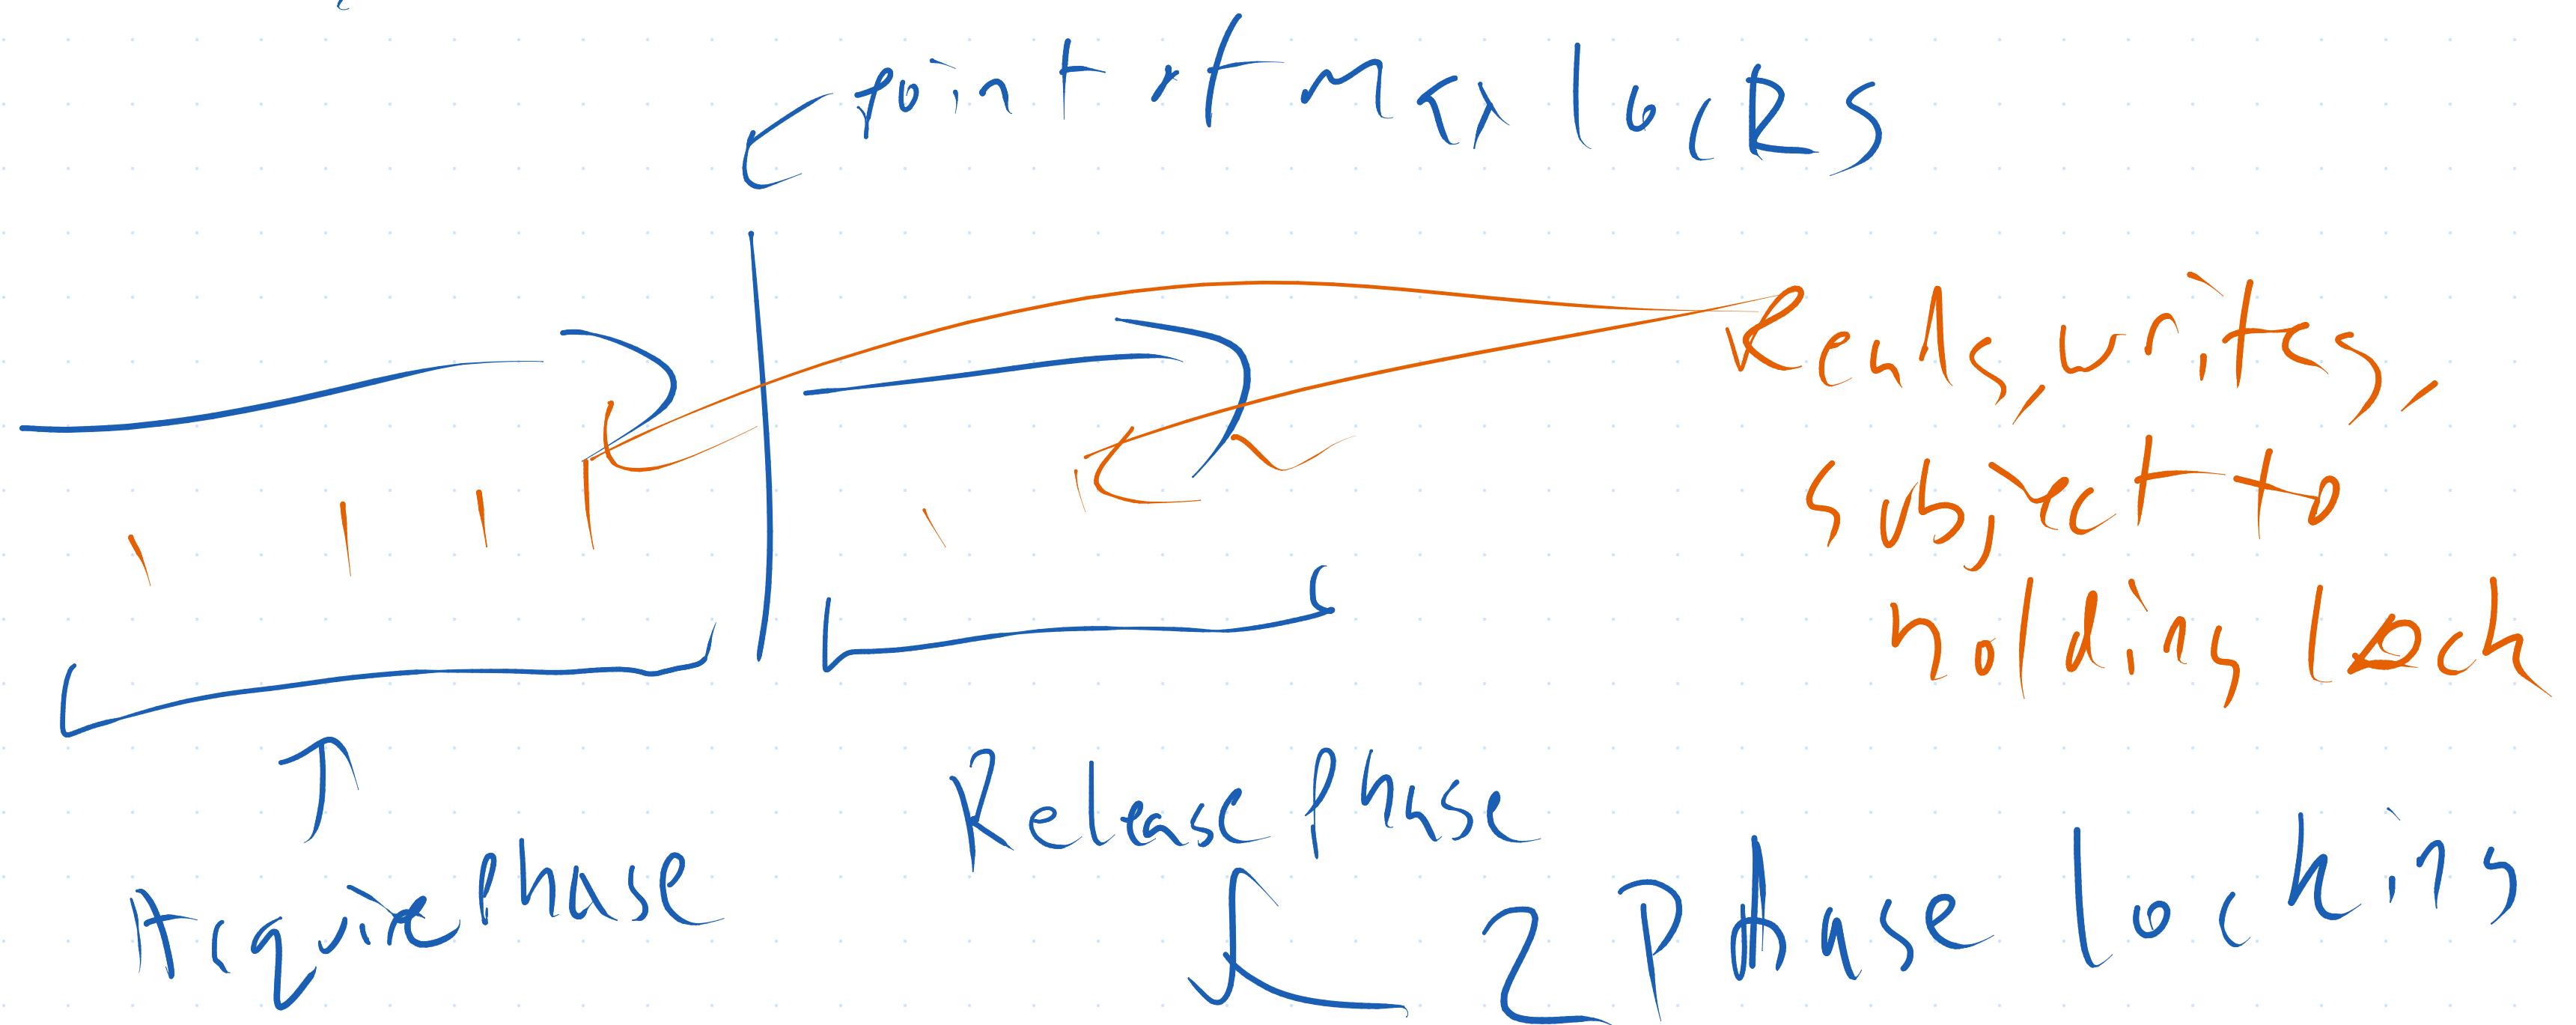 Point of Max locks
Reads, writes,
subject to
holding lock
Acquire Phase
Release Phase
2 Phase locking